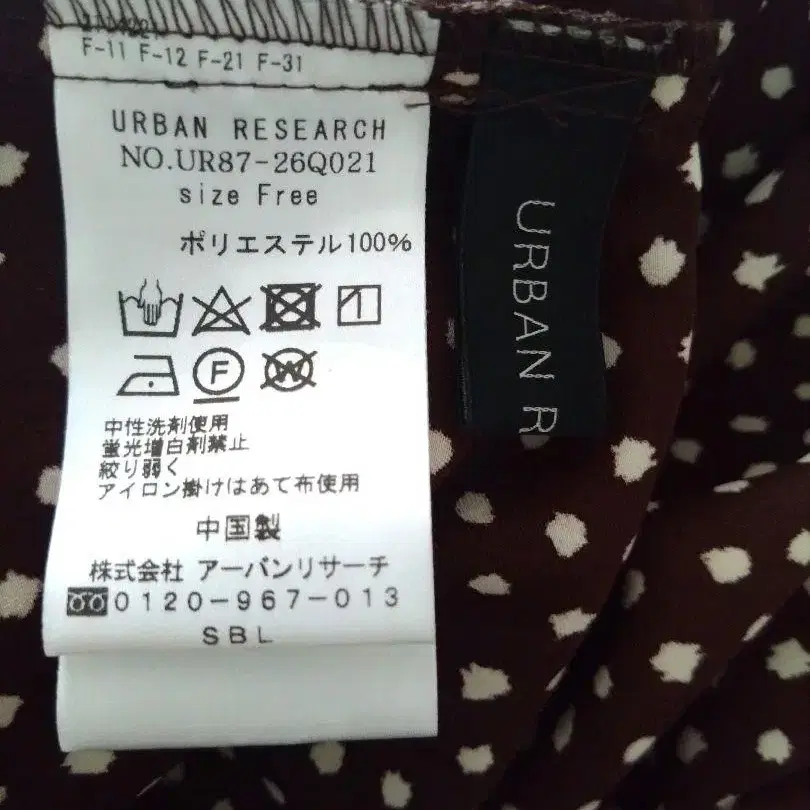 F-11 F-12 F-21 F-31
URBAN RESEARCH
NO.UR87-26Q021
size Free
ポリエステル100%
F
W
中性洗剤使用
蛍光増白剤禁止
絞り弱く
アイロン掛けはあて布使用
中国製
株式会社 アーバンリサーチ
0120-967-013
SBL
URBAN R